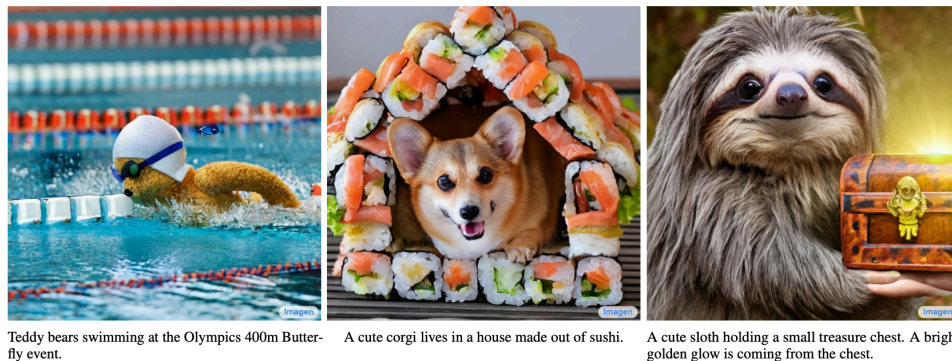 Imagen
Imagen
Imagen
Teddy bears swimming at the Olympics 400m Butter-
fly event.
A cute corgi lives in a house made out of sushi.
A cute sloth holding a small treasure chest. A
golden glow is coming from the chest.